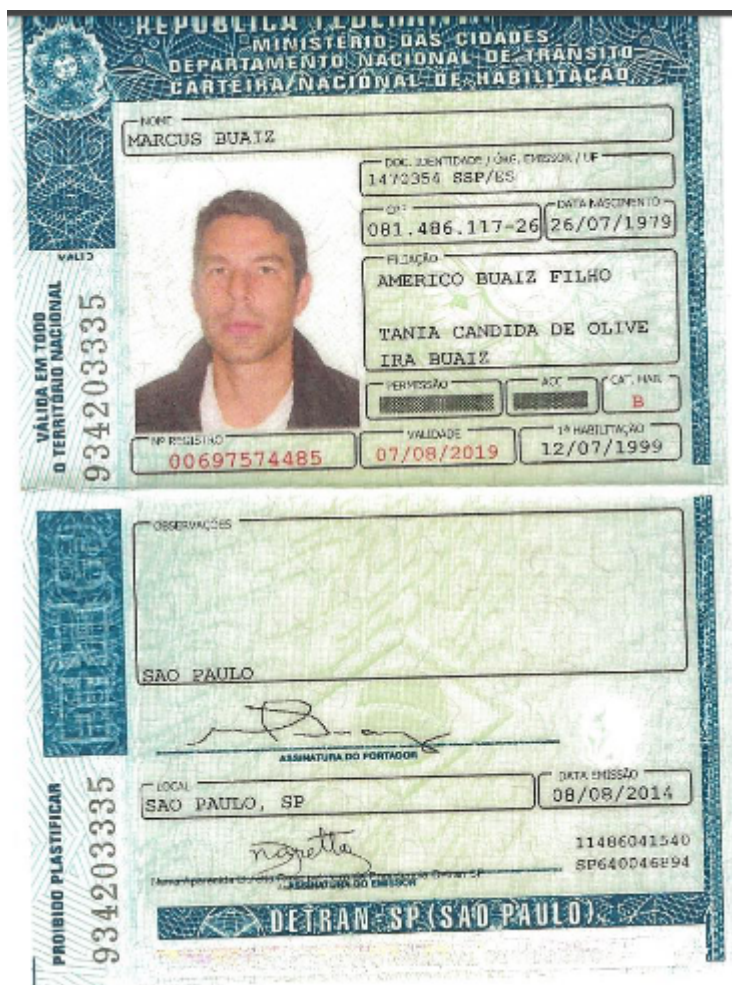 MINISTÉRIO DAS CIDADES
DEPARTAMENTO NACIONAL DE TRÂNSITO
CARTEIRA NACIONAL DE HABILITAÇÃO
NOME
MARCUS BUAIZ
DOC. IDENTIDADE / ÓRG. EMISSOR / UF
1472354 SSP/ES
CPF
DATA NASCIMENTO
081.486.117-26
26/07/1979
FILIAÇÃO
AMERICO BUAIZ FILHO
TANIA CANDIDA DE OLIVE
IRA BUAIZ
PERMISSÃO
ACC
CAT. HAB.
B
Nº REGISTRO
VALIDADE
1ª HABILITAÇÃO
00697574485
07/08/2019
12/07/1999
VÁLIDA EM TODO
O TERRITÓRIO NACIONAL
934203335
OBSERVAÇÕES
SAO PAULO
ASSINATURA DO PORTADOR
LOCAL
DATA EMISSÃO
SAO PAULO, SP
08/08/2014
11486041540
SP640046894
ASSINATURA DO EMISSOR
PROIBIDO PLASTIFICAR
934203335
DETRAN-SP (SAO PAULO)